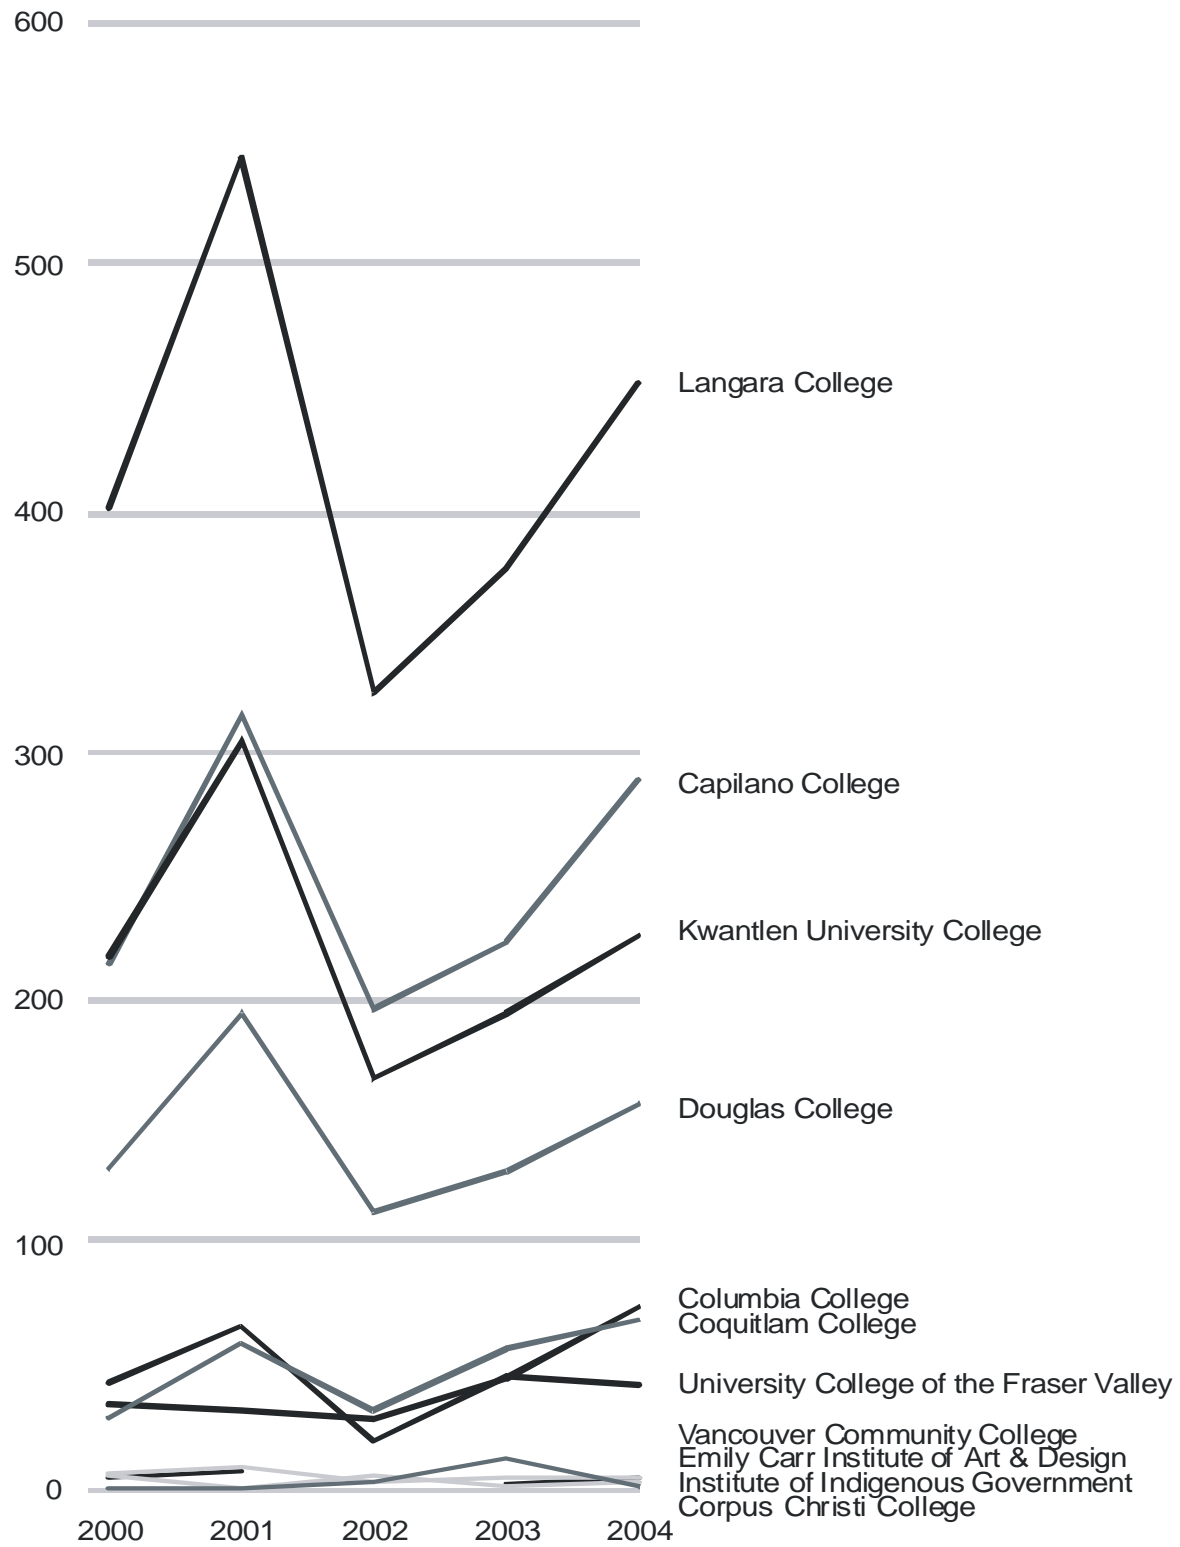 600
500
Langara College
400
300
Capilano College
Kwantlen University College
200
Douglas College
100
Columbia College
Coquitlam College
University College of the Fraser Valley
Vancouver Community College
Emily Carr Institute of Art & Design
Institute of Indigenous Government
0
Corpus Christi College
2000 2001 2002 2003 2004